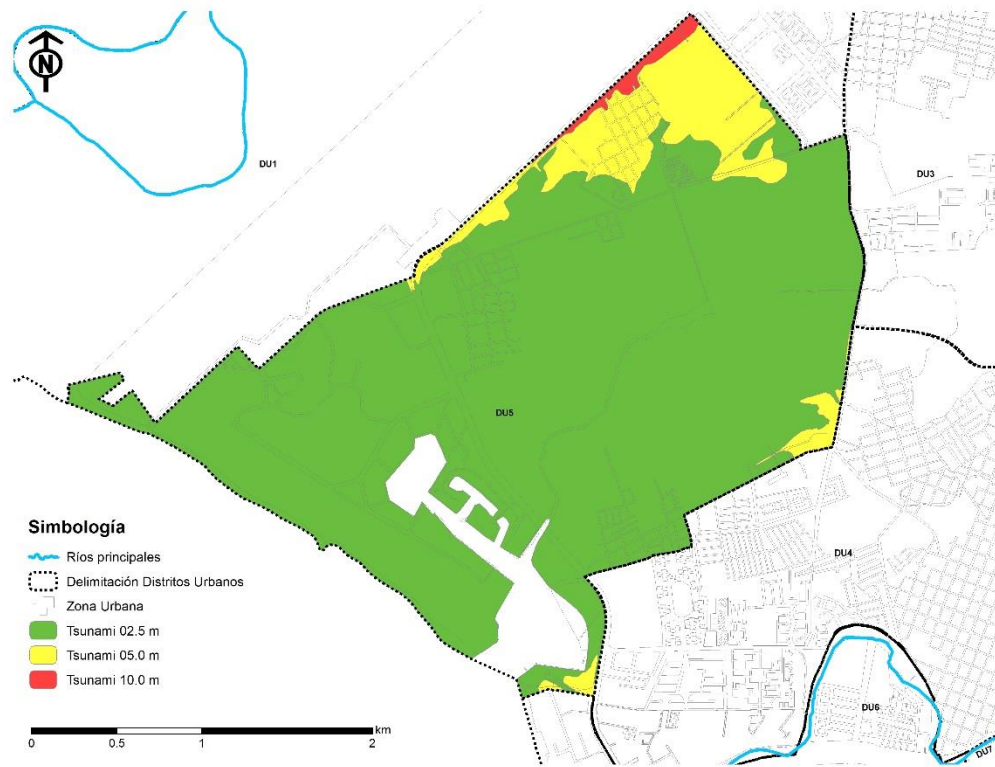 N
DU1
DU3
DU5
DU4
DU6
DU7
Simbología
Ríos principales
Delimitación Distritos Urbanos
Zona Urbana
Tsunami 02.5 m
Tsunami 05.0 m
Tsunami 10.0 m
km
0 0.5 1 2